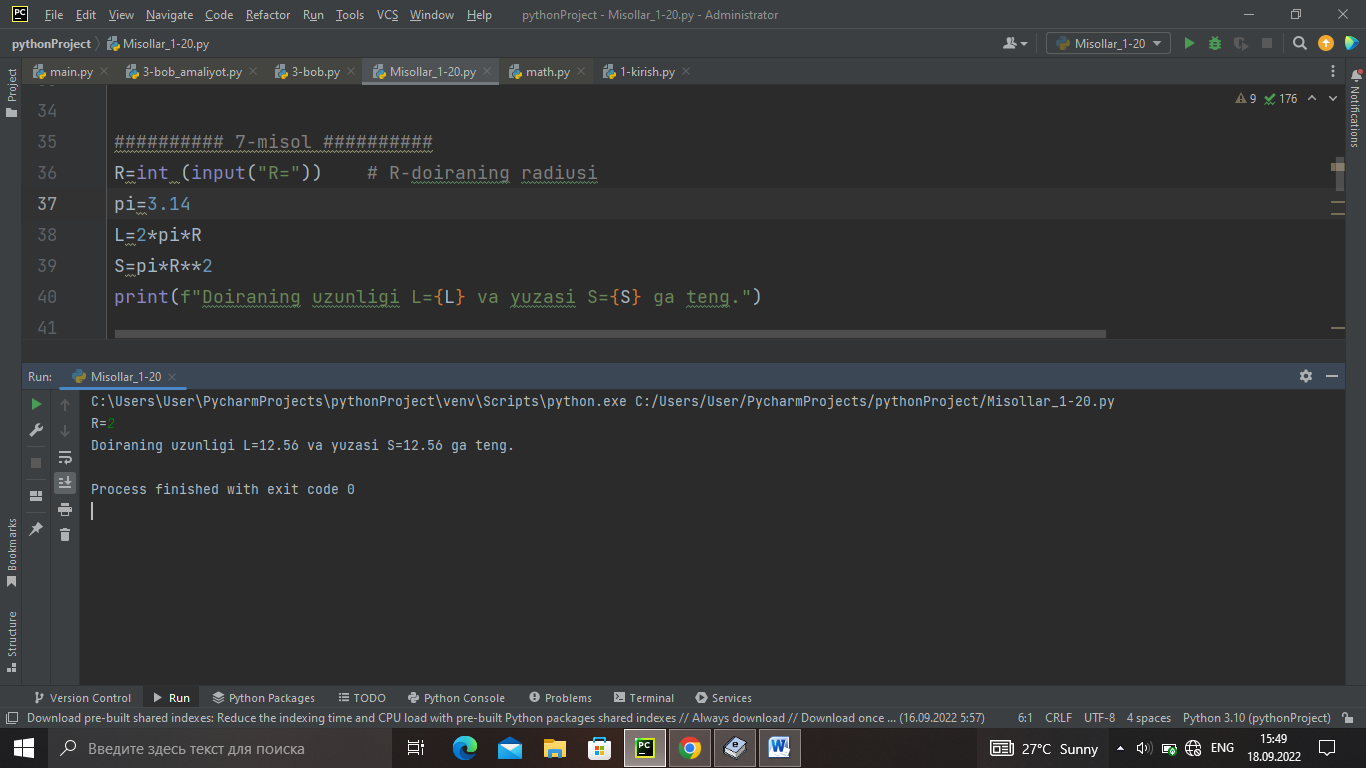 PC File Edit View Navigate Code Refactor Run Tools VCS Window Help pythonProject - Misollar_1-20.py - Administrator
pythonProject Misollar_1-20.py Misollar_1-20
main.py 3-bob_amaliyot.py 3-bob.py Misollar_1-20.py math.py 1-kirish.py
Project
Notifications
9 176
34
35 ########## 7-misol ##########
36 R=int (input("R=")) # R-doiraning radiusi
37 pi=3.14
38 L=2*pi*R
39 S=pi*R**2
40 print(f"Doiraning uzunligi L={L} va yuzasi S={S} ga teng.")
41
Run: Misollar_1-20
C:\Users\User\PycharmProjects\pythonProject\venv\Scripts\python.exe C:/Users/User/PycharmProjects/pythonProject/Misollar_1-20.py
R=2
Doiraning uzunligi L=12.56 va yuzasi S=12.56 ga teng.
Process finished with exit code 0
Bookmarks
Structure
Version Control Run Python Packages TODO Python Console Problems Terminal Services
Download pre-built shared indexes: Reduce the indexing time and CPU load with pre-built Python packages shared indexes // Always download // Download once ... (16.09.2022 5:57) 6:1 CRLF UTF-8 4 spaces Python 3.10 (pythonProject)
Введите здесь текст для поиска PC W 27°C Sunny ENG 15:49
18.09.2022